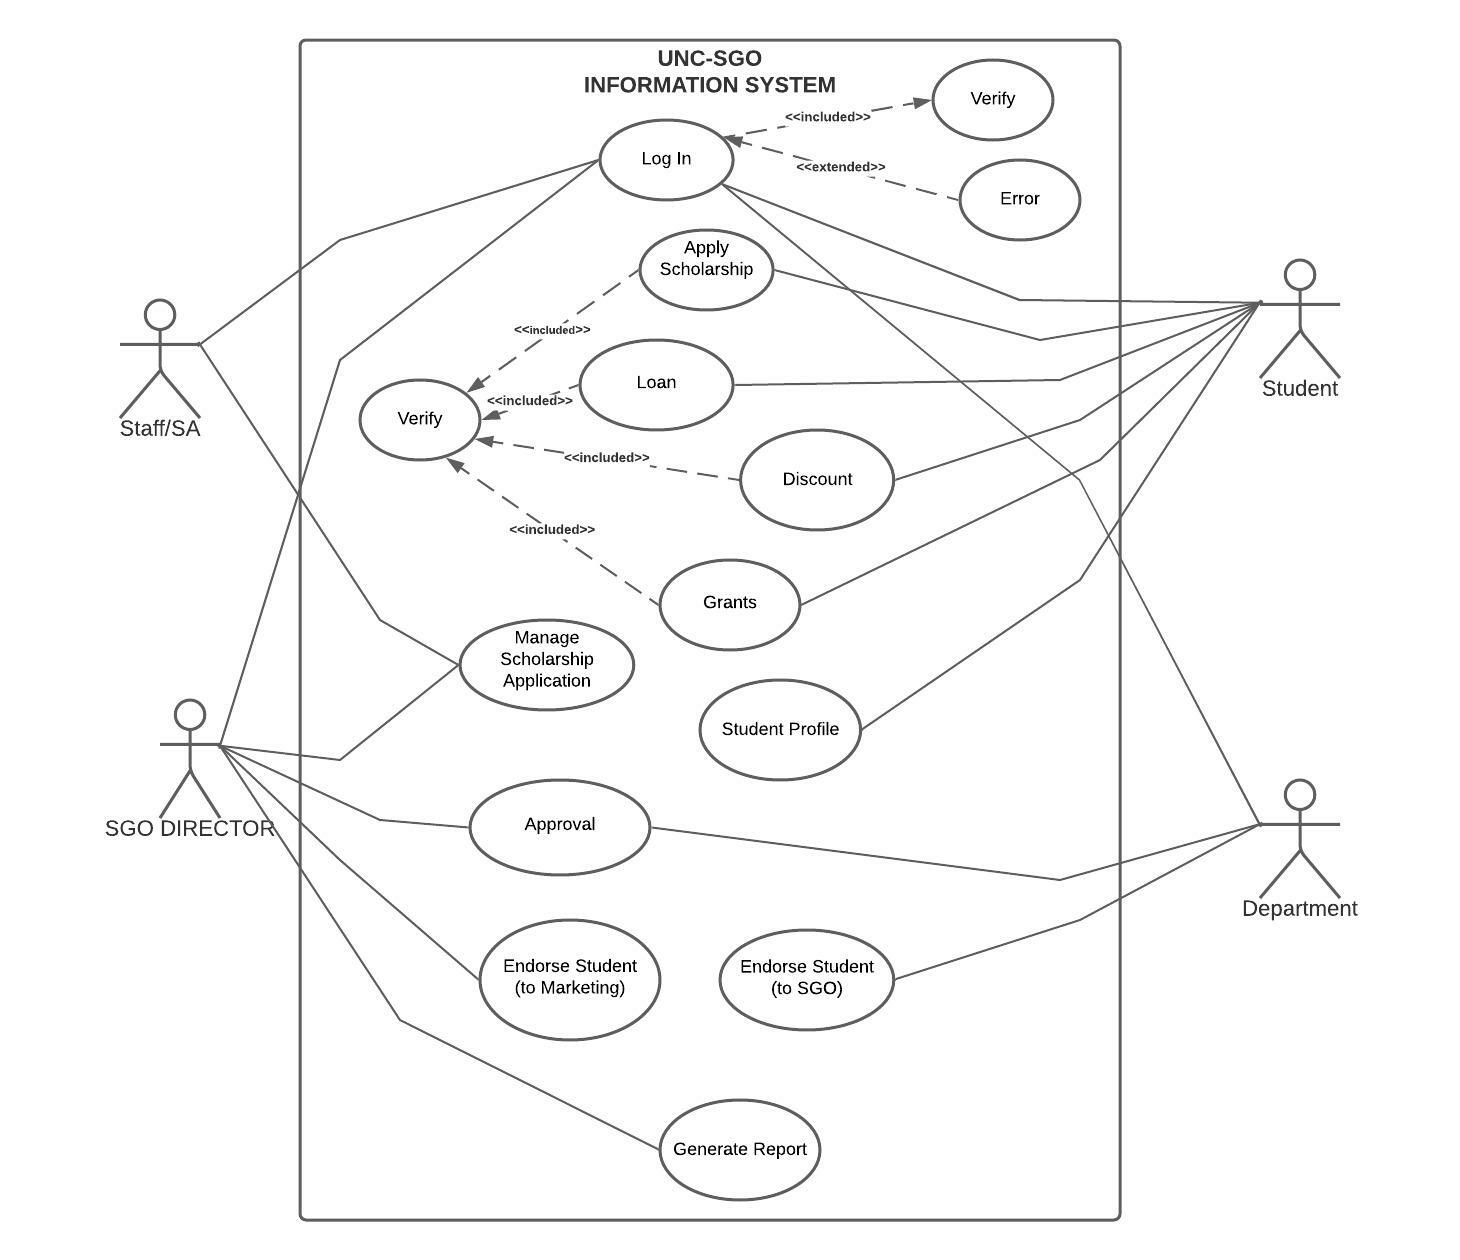 UNC-SGO
INFORMATION SYSTEM
Verify
<<included>>
Log In
<<extended>>
Error
Apply
Scholarship
<<included>>
Loan
<<included>>
Verify
Student
Staff/SA
<<included>>
Discount
<<included>>
Grants
Manage
Scholarship
Application
Student Profile
SGO DIRECTOR
Approval
Department
Endorse Student
(to Marketing)
Endorse Student
(to SGO)
Generate Report